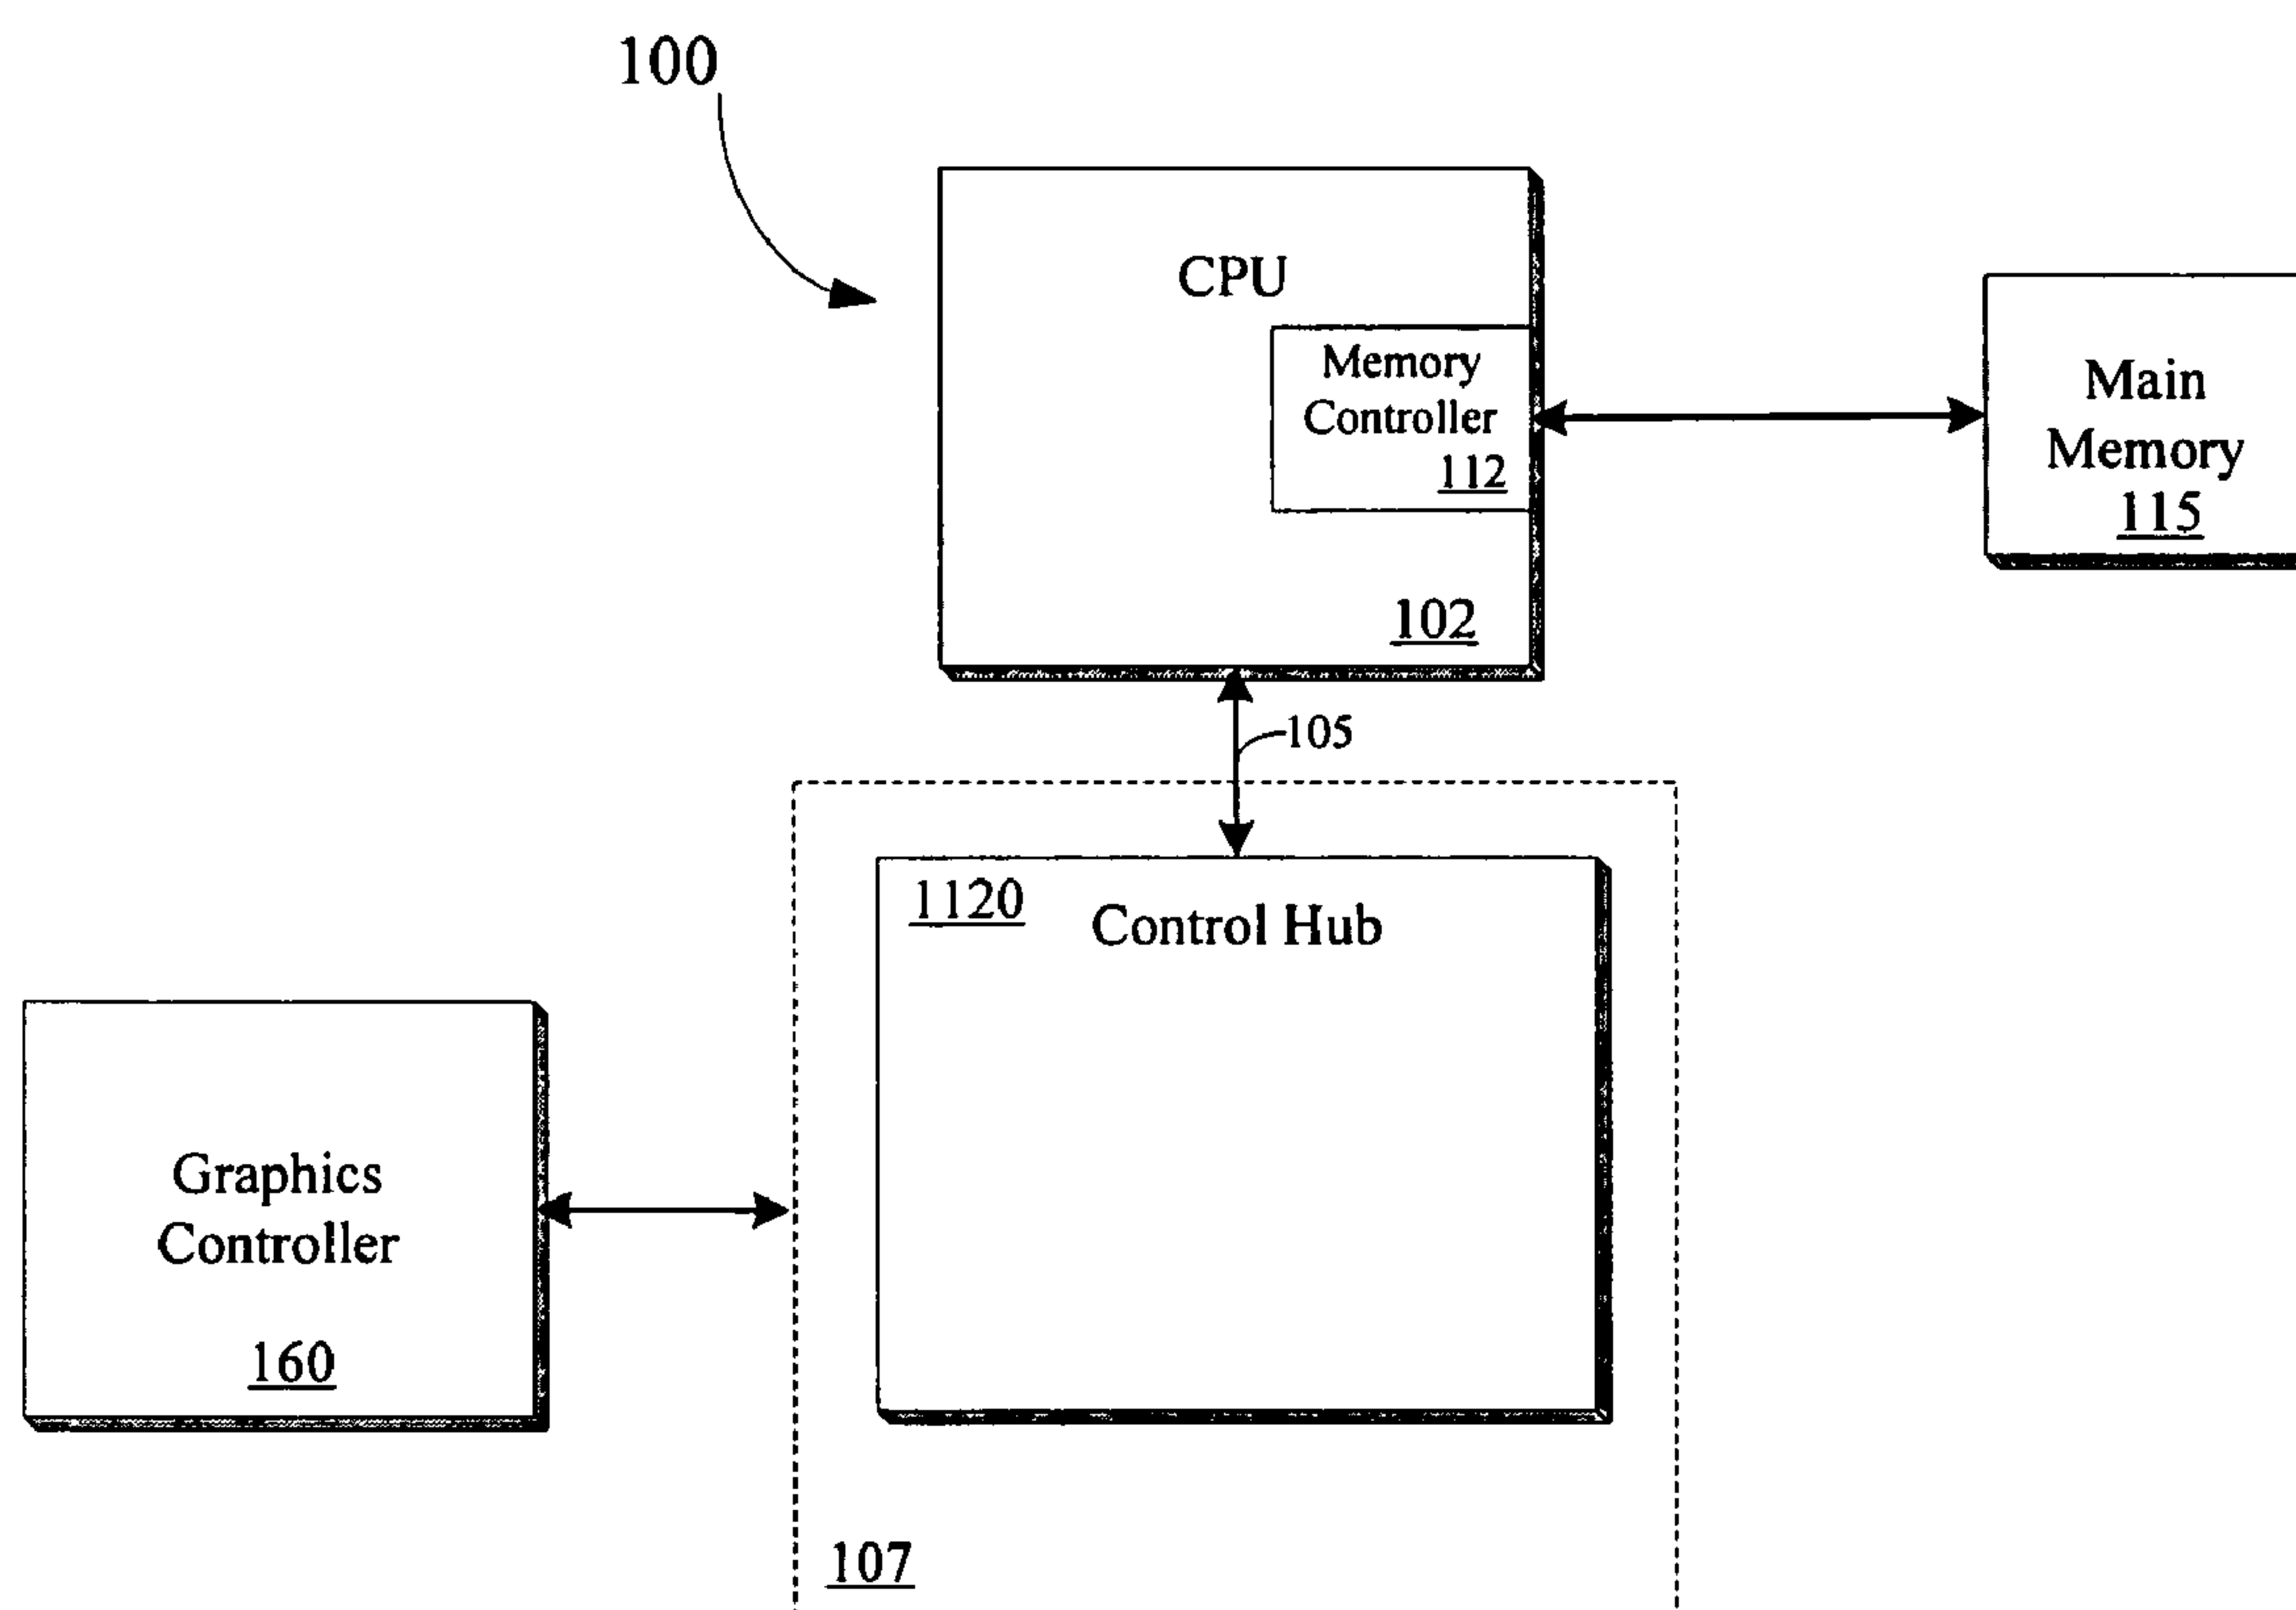 100
CPU
Memory
Controller
112
102
Main
Memory
115
105
1120
Control Hub
Graphics
Controller
160
107